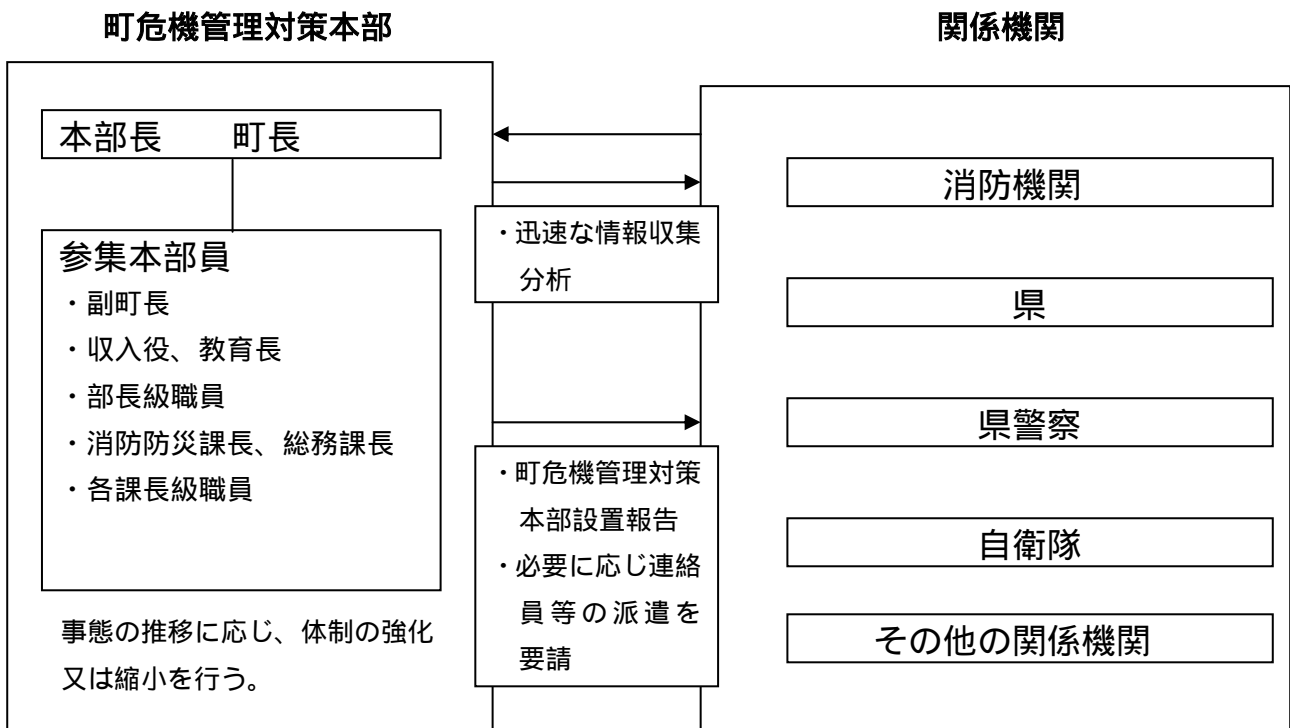 町危機管理対策本部
関係機関
本部長　　町長
参集本部員
・副町長
・収入役、教育長
・部長級職員
・消防防災課長、総務課長
・各課長級職員
事態の推移に応じ、体制の強化
又は縮小を行う。
・迅速な情報収集
分析
・町危機管理対策
本部設置報告
・必要に応じ連絡
員等の派遣を
要請
消防機関
県
県警察
自衛隊
その他の関係機関